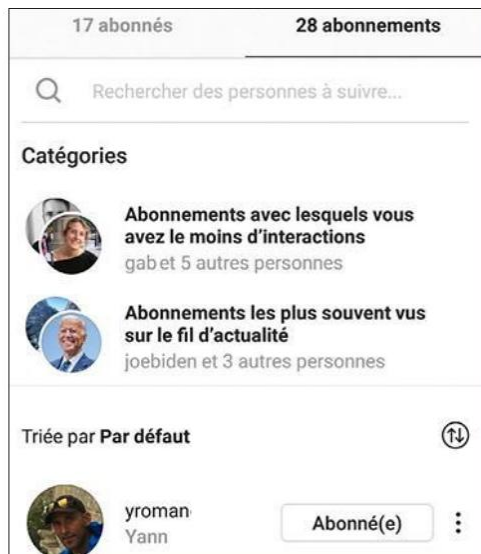 17 abonnés
28 abonnements
Rechercher des personnes à suivre...
Catégories
Abonnements avec lesquels vous
avez le moins d'interactions
gab et 5 autres personnes
Abonnements les plus souvent vus
sur le fil d'actualité
joebiden et 3 autres personnes
Triée par Par défaut
yroman
Yann
Abonné(e)